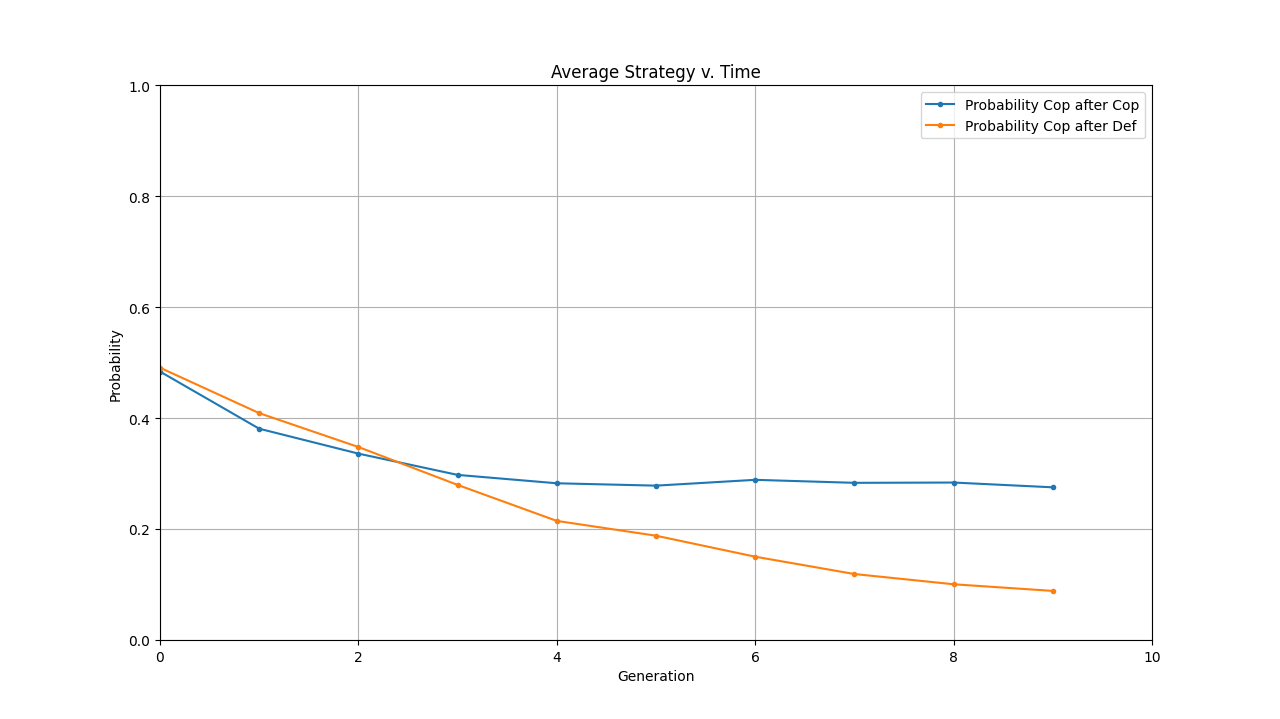 Average Strategy v. Time
Probability Cop after Cop
Probability Cop after Def
1.0
0.8
0.6
0.4
0.2
0.0
Probability
0 2 4 6 8 10
Generation